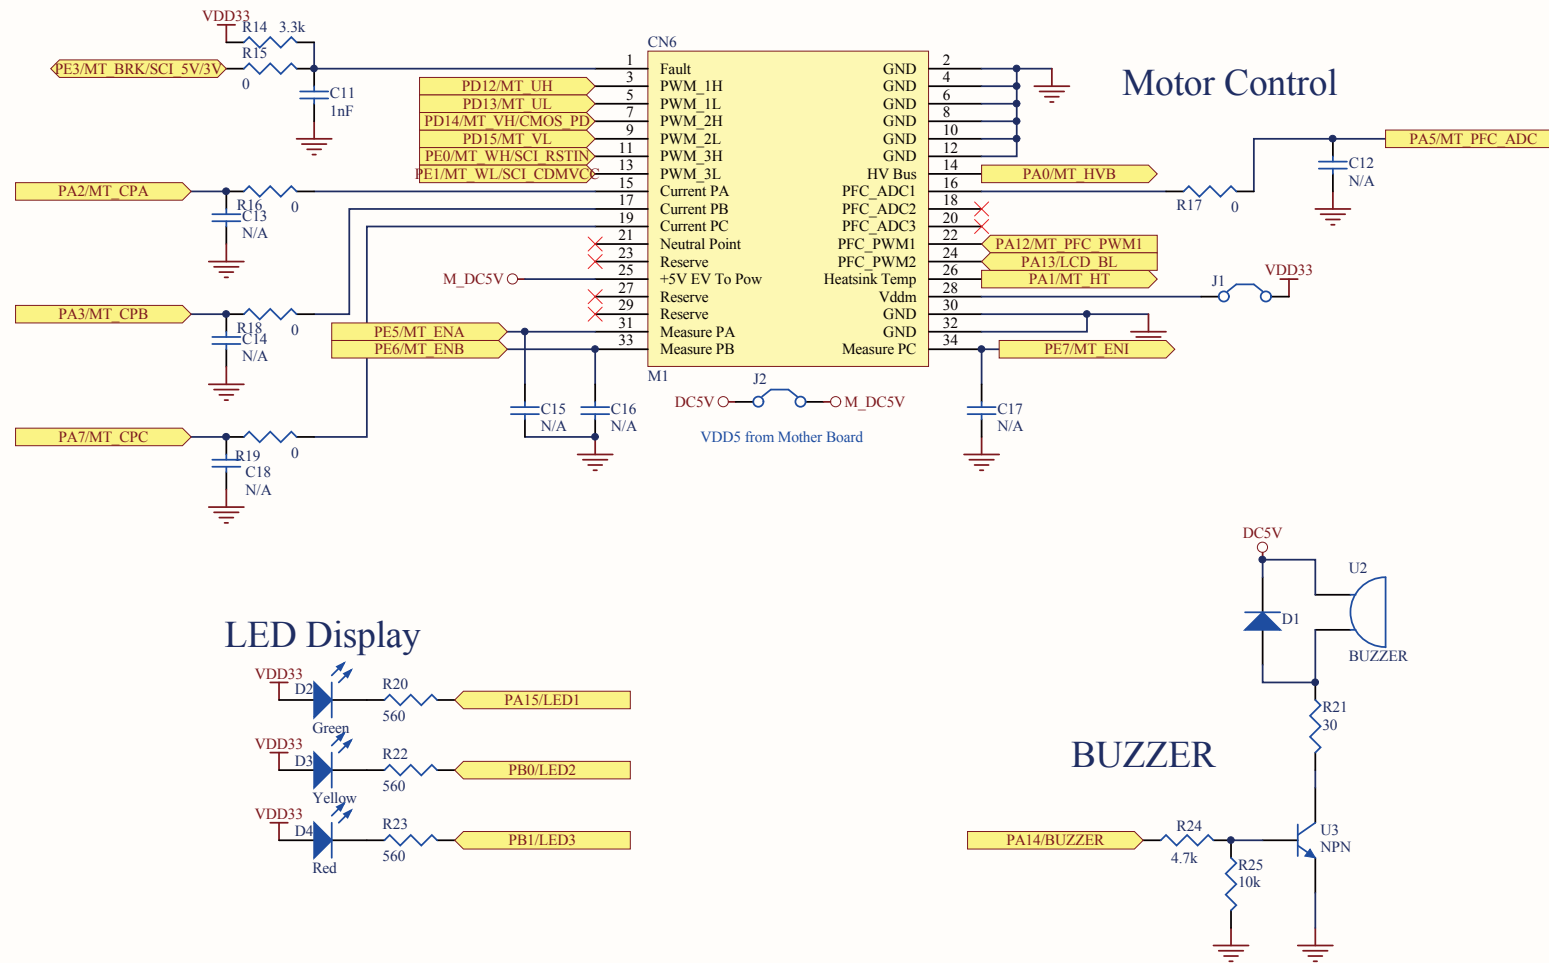 VDD33
R14 3.3k
R15
PE3/MT_BRK/SCI_5V/3V
0
C11
1nF
CN6
Motor Control
1 Fault GND 2
3 PWM_1H GND 4
5 PWM_1L GND 6
7 PWM_2H GND 8
9 PWM_2L GND 10
11 PWM_3H GND 12
13 PWM_3L HV Bus 14
15 Current PA PFC_ADC1 16
17 Current PB PFC_ADC2 18
19 Current PC PFC_ADC3 20
21 Neutral Point PFC_PWM1 22
23 Reserve PFC_PWM2 24
25 +5V EV To Pow Heatsink Temp 26
27 Reserve Vddm 28
29 Reserve GND 30
31 Measure PA GND 32
33 Measure PB Measure PC 34
M1
PD12/MT_UH
PD13/MT_UL
PD14/MT_VH/CMOS_PD
PD15/MT_VL
PE0/MT_WH/SCI_RSTIN
PE1/MT_WL/SCI_CDMVCC
PA2/MT_CPA
R16
0
C13
N/A
PA3/MT_CPB
R18
0
C14
N/A
PA7/MT_CPC
R19
0
C18
N/A
M_DC5V
PE5/MT_ENA
PE6/MT_ENB
C15
N/A
C16
N/A
J2
DC5V M_DC5V
VDD5 from Mother Board
PA5/MT_PFC_ADC
C12
N/A
PA0/MT_HVB
R17 0
PA12/MT_PFC_PWM1
PA13/LCD_BL
PA1/MT_HT
J1 VDD33
PE7/MT_ENI
C17
N/A
LED Display
VDD33
D2
Green
R20
560
PA15/LED1
VDD33
D3
Yellow
R22
560
PB0/LED2
VDD33
D4
Red
R23
560
PB1/LED3
DC5V
U2
D1
BUZZER
R21
30
BUZZER
PA14/BUZZER
R24
4.7k
R25
10k
U3
NPN